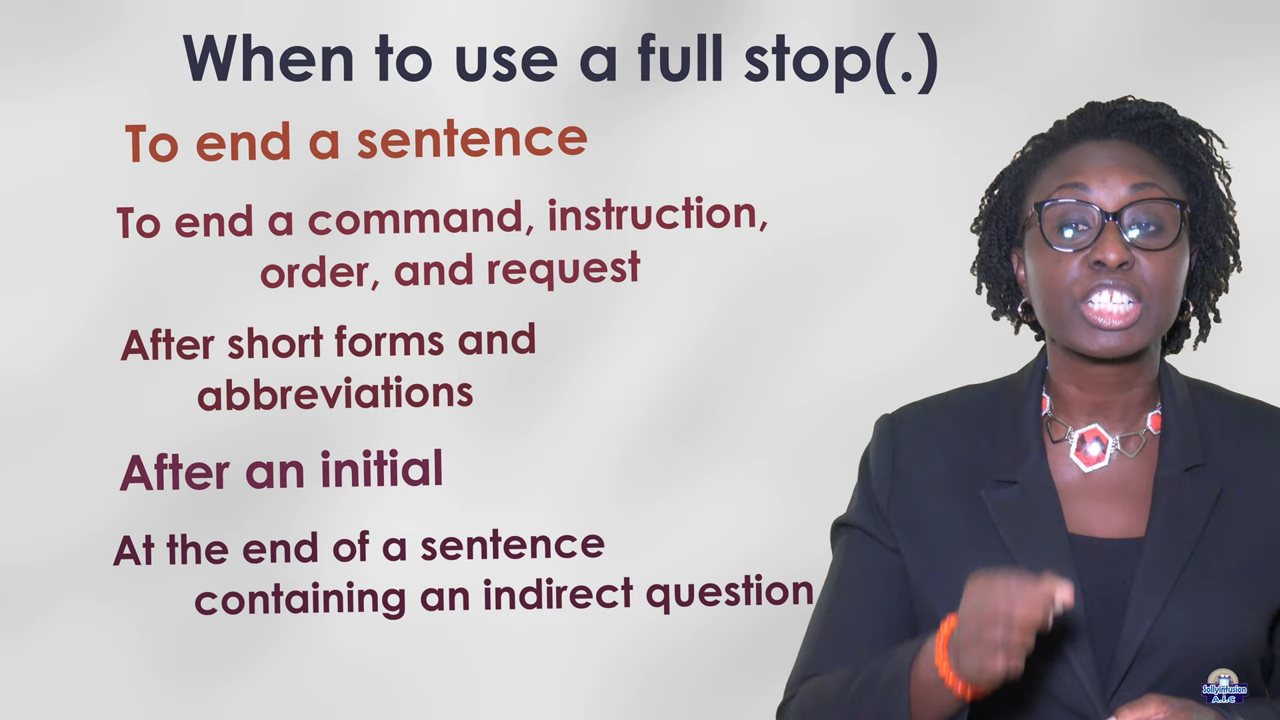 When to use a full stop(.)
To end a sentence
To end a command, instruction,
order, and request
After short forms and
abbreviations
After an initial
At the end of a sentence
containing an indirect question
Sollyinfusion
A.I.C